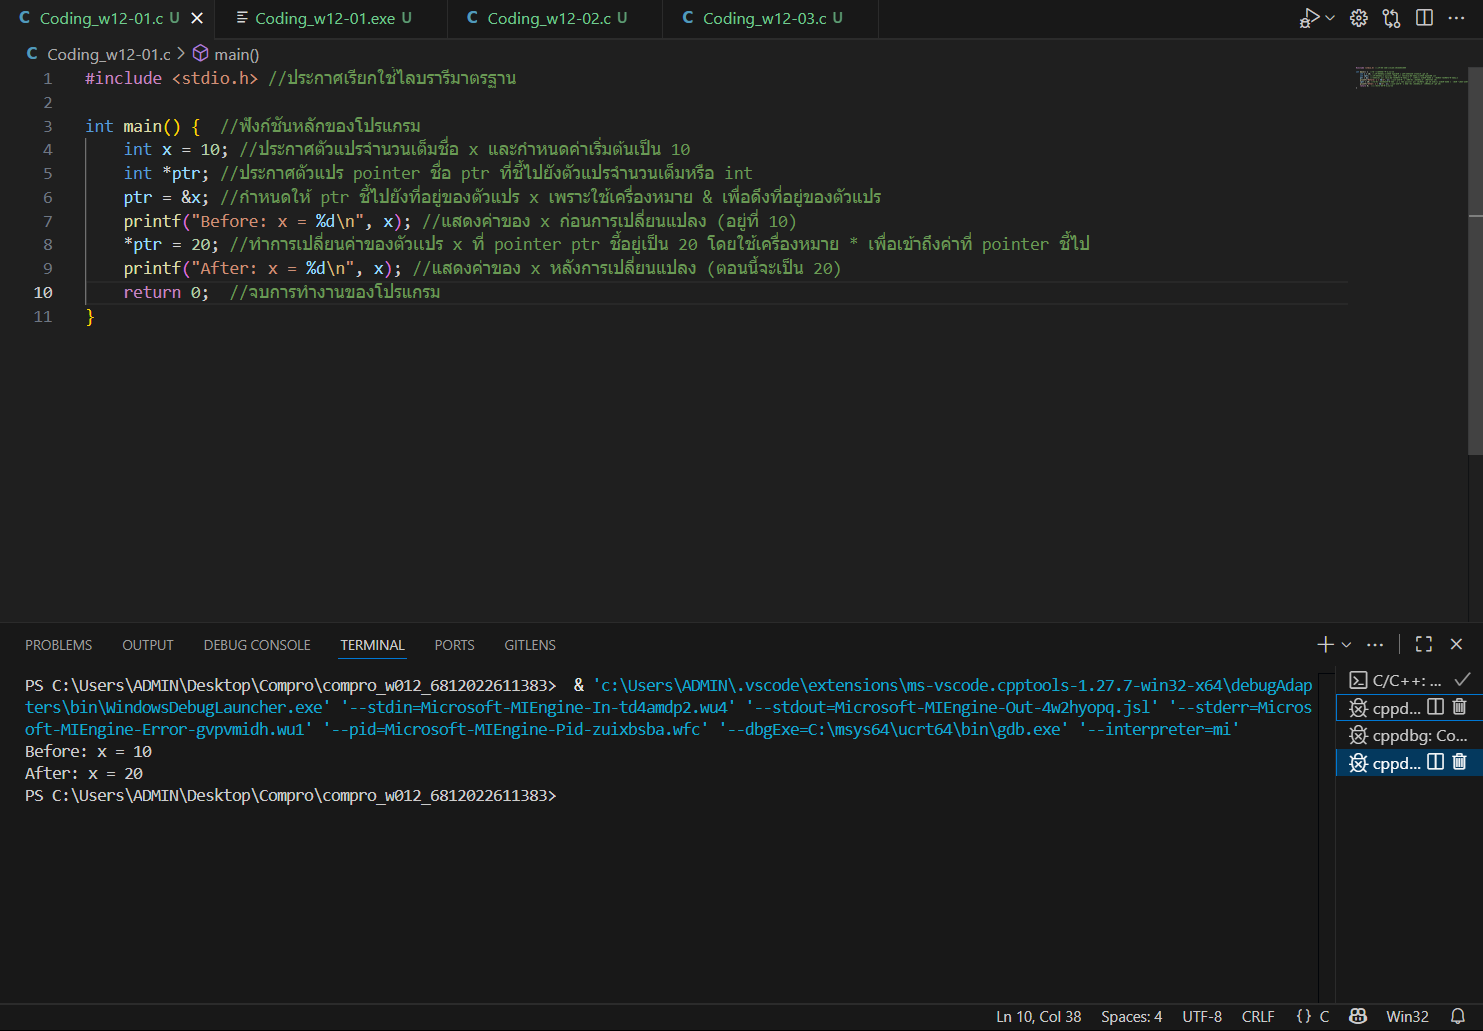 Coding_w12-01.c U
Coding_w12-01.exe U
C Coding_w12-02.c U
C Coding_w12-03.c U
C Coding_w12-01.c > main()
1 #include <stdio.h> //ประกาศเรียกใช้ไลบรารีมาตรฐาน
2
3 int main() {  //ฟังก์ชันหลักของโปรแกรม
4     int x = 10; //ประกาศตัวแปรจำนวนเต็มชื่อ x และกำหนดค่าเริ่มต้นเป็น 10
5     int *ptr; //ประกาศตัวแปร pointer ชื่อ ptr ที่ชี้ไปยังตัวแปรจำนวนเต็มหรือ int
6     ptr = &x; //กำหนดให้ ptr ชี้ไปยังที่อยู่ของตัวแปร x เพราะใช้เครื่องหมาย & เพื่อดึงที่อยู่ของตัวแปร
7     printf("Before: x = %d\n", x); //แสดงค่าของ x ก่อนการเปลี่ยนแปลง (อยู่ที่ 10)
8     *ptr = 20; //ทำการเปลี่ยนค่าของตัวแปร x ที่ pointer ptr ชี้อยู่เป็น 20 โดยใช้เครื่องหมาย * เพื่อเข้าถึงค่าที่ pointer ชี้ไป
9     printf("After: x = %d\n", x); //แสดงค่าของ x หลังการเปลี่ยนแปลง (ตอนนี้จะเป็น 20)
10     return 0;  //จบการทำงานของโปรแกรม
11 }
PROBLEMS OUTPUT DEBUG CONSOLE TERMINAL PORTS GITLENS
PS C:\Users\ADMIN\Desktop\Compro\compro_w012_6812022611383>  & 'c:\Users\ADMIN\.vscode\extensions\ms-vscode.cpptools-1.27.7-win32-x64\debugAdap
ters\bin\WindowsDebugLauncher.exe' '--stdin=Microsoft-MIEngine-In-td4amdp2.wu4' '--stdout=Microsoft-MIEngine-Out-4w2hyopq.jsl' '--stderr=Micros
oft-MIEngine-Error-gvpvmidh.wu1' '--pid=Microsoft-MIEngine-Pid-zuixbsba.wfc' '--dbgExe=C:\msys64\ucrt64\bin\gdb.exe' '--interpreter=mi'
Before: x = 10
After: x = 20
PS C:\Users\ADMIN\Desktop\Compro\compro_w012_6812022611383>
C/C++: ...
cppd...
cppdbg: Co...
cppd...
Ln 10, Col 38 Spaces: 4 UTF-8 CRLF {} C Win32